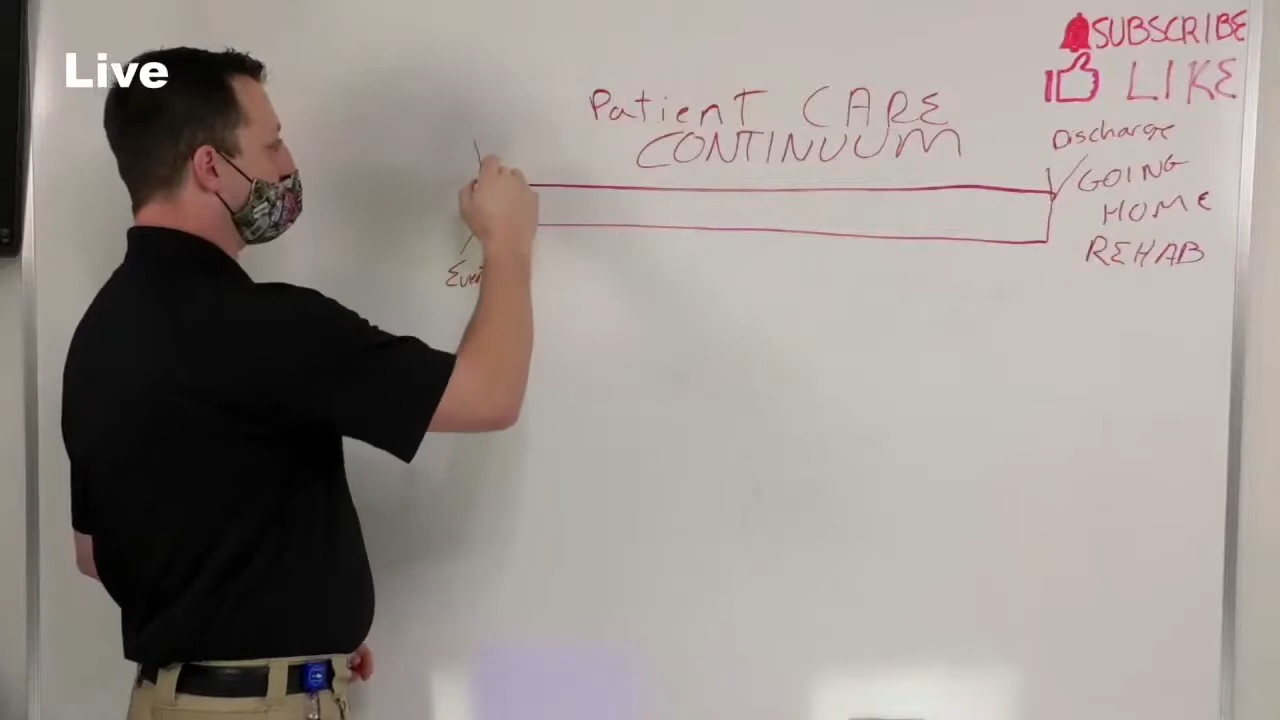 Live
SUBSCRIBE
LIKE
Patient CARE
CONTINUUM
Discharge
GOING
HOME
REHAB